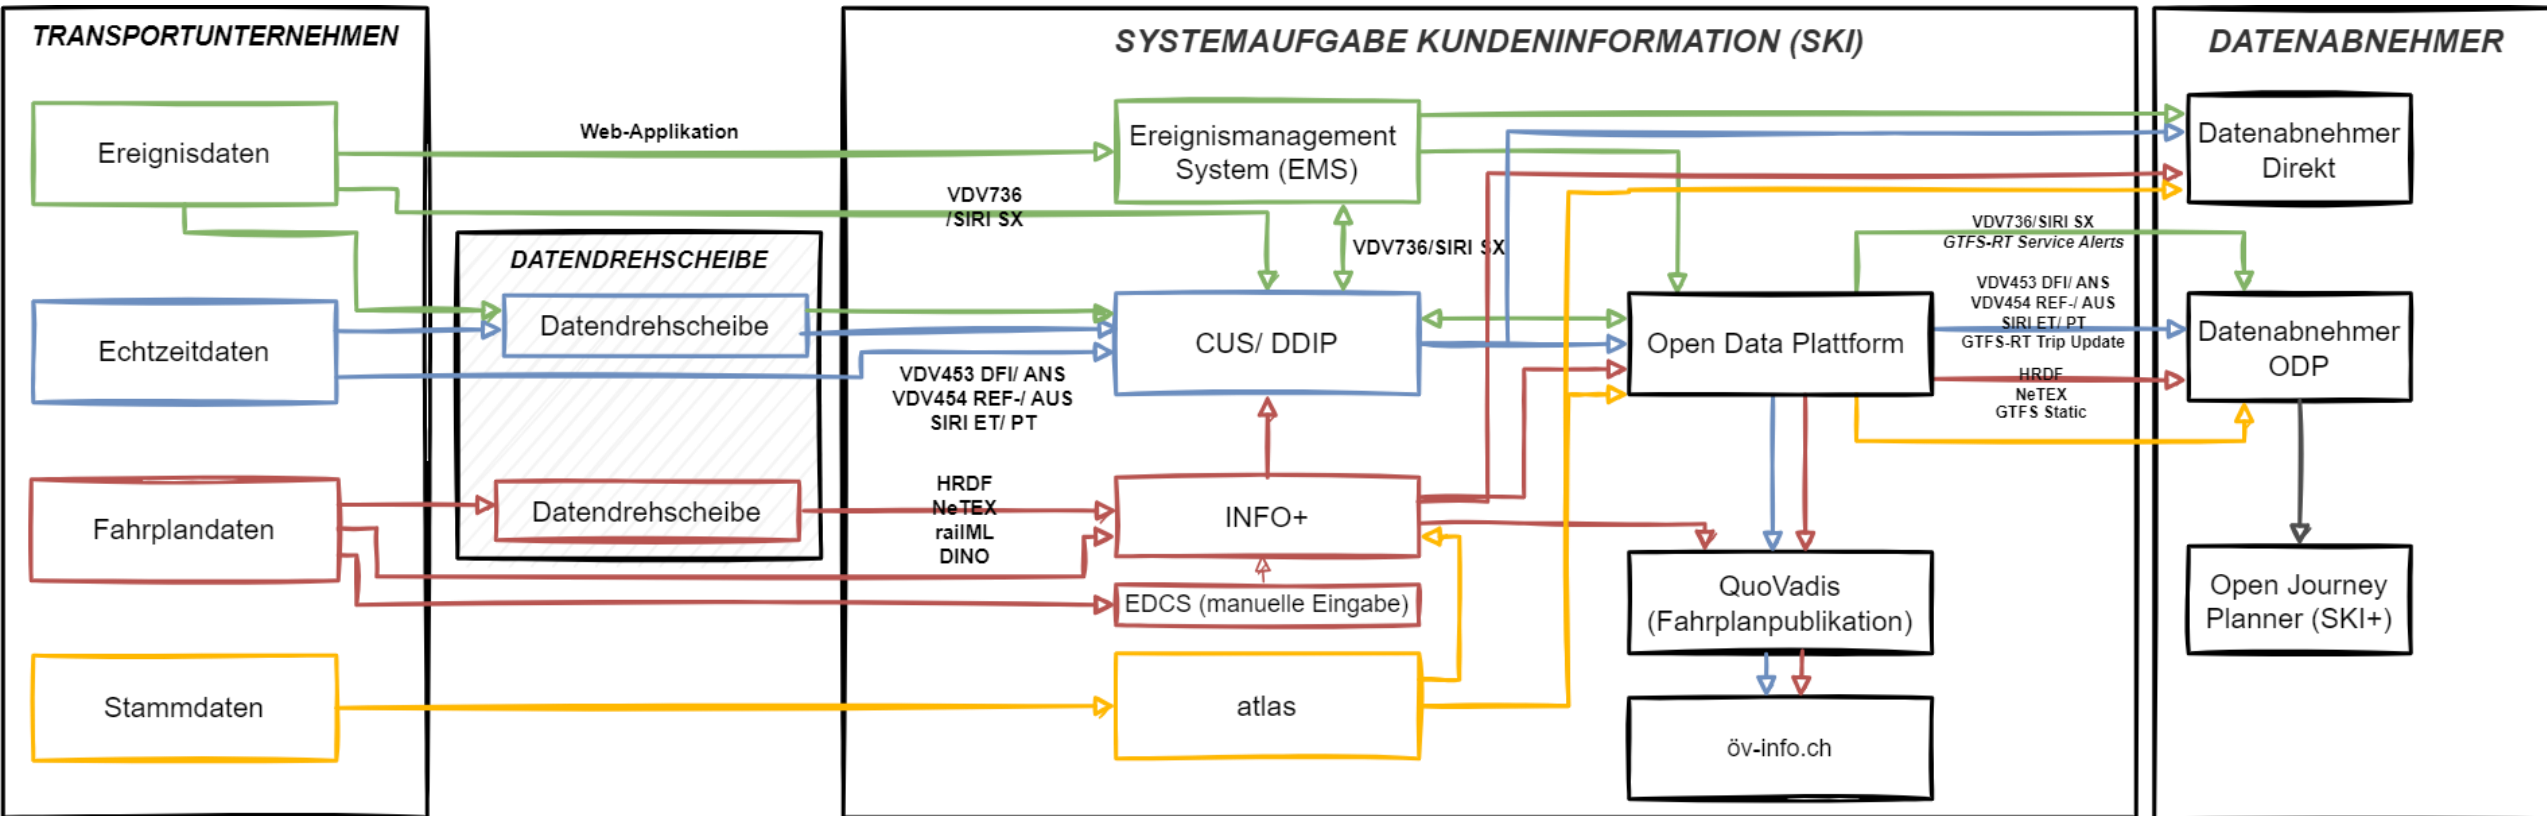 TRANSPORTUNTERNEHMEN
Ereignisdaten
Echtzeitdaten
Fahrplandaten
Stammdaten
Web-Applikation
DATENDREHSCHEIBE
Datendrehscheibe
Datendrehscheibe
SYSTEMAUFGABE KUNDENINFORMATION (SKI)
VDV736
/SIRI SX
VDV453 DFI/ ANS
VDV454 REF-/ AUS
SIRI ET/ PT
HRDF
NeTEX
railML
DINO
Ereignismanagement
System (EMS)
VDV736/SIRI SX
CUS/ DDIP
INFO+
EDCS (manuelle Eingabe)
atlas
Open Data Plattform
QuoVadis
(Fahrplanpublikation)
öv-info.ch
VDV736/SIRI SX
GTFS-RT Service Alerts
VDV453 DFI/ ANS
VDV454 REF-/ AUS
SIRI ET/ PT
GTFS-RT Trip Update
HRDF
NeTEX
GTFS Static
DATENABNEHMER
Datenabnehmer
Direkt
Datenabnehmer
ODP
Open Journey
Planner (SKI+)